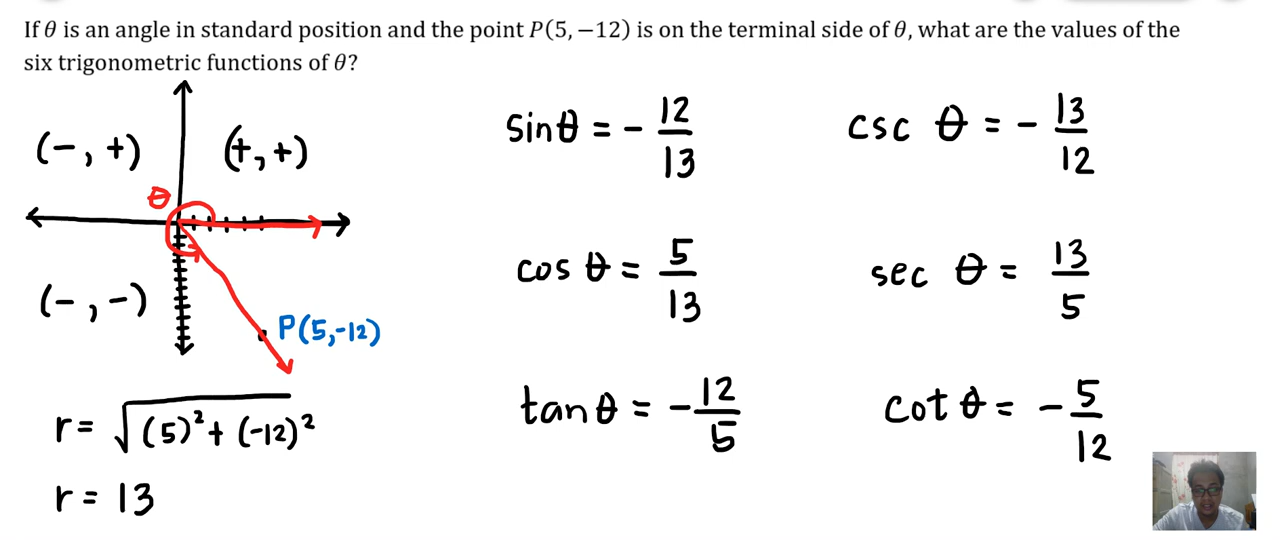 If θ is an angle in standard position and the point P(5, −12) is on the terminal side of θ, what are the values of the
six trigonometric functions of θ?
(-, +)
(+, +)
θ
(-, -)
P(5,-12)
r = √((5)² + (-12)²)
r = 13
sinθ = - 12/13
csc θ = - 13/12
cos θ = 5/13
sec θ = 13/5
tan θ = - 12/5
cot θ = - 5/12